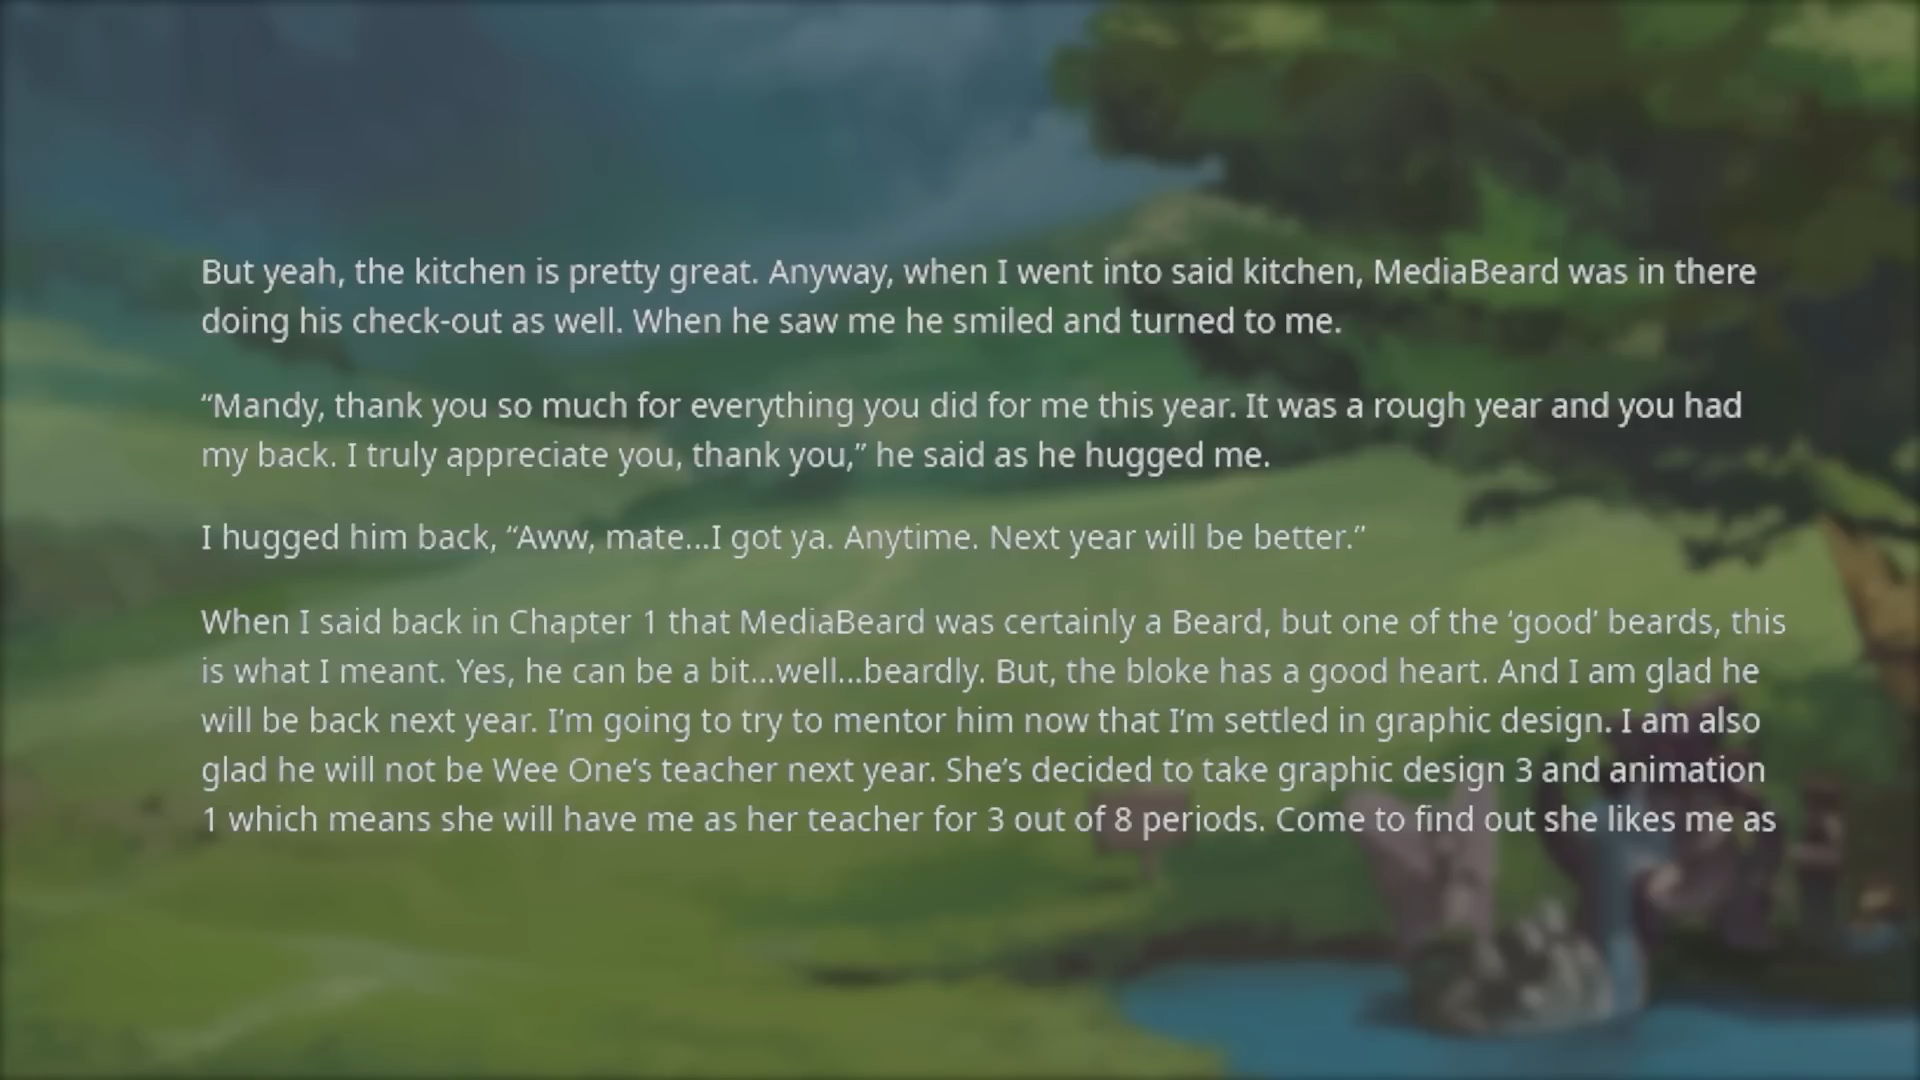 But yeah, the kitchen is pretty great. Anyway, when I went into said kitchen, MediaBeard was in there
doing his check-out as well. When he saw me he smiled and turned to me.
“Mandy, thank you so much for everything you did for me this year. It was a rough year and you had
my back. I truly appreciate you, thank you,” he said as he hugged me.
I hugged him back, “Aww, mate...I got ya. Anytime. Next year will be better.”
When I said back in Chapter 1 that MediaBeard was certainly a Beard, but one of the ‘good’ beards, this
is what I meant. Yes, he can be a bit...well...beardly. But, the bloke has a good heart. And I am glad he
will be back next year. I’m going to try to mentor him now that I’m settled in graphic design. I am also
glad he will not be Wee One’s teacher next year. She’s decided to take graphic design 3 and animation
1 which means she will have me as her teacher for 3 out of 8 periods. Come to find out she likes me as